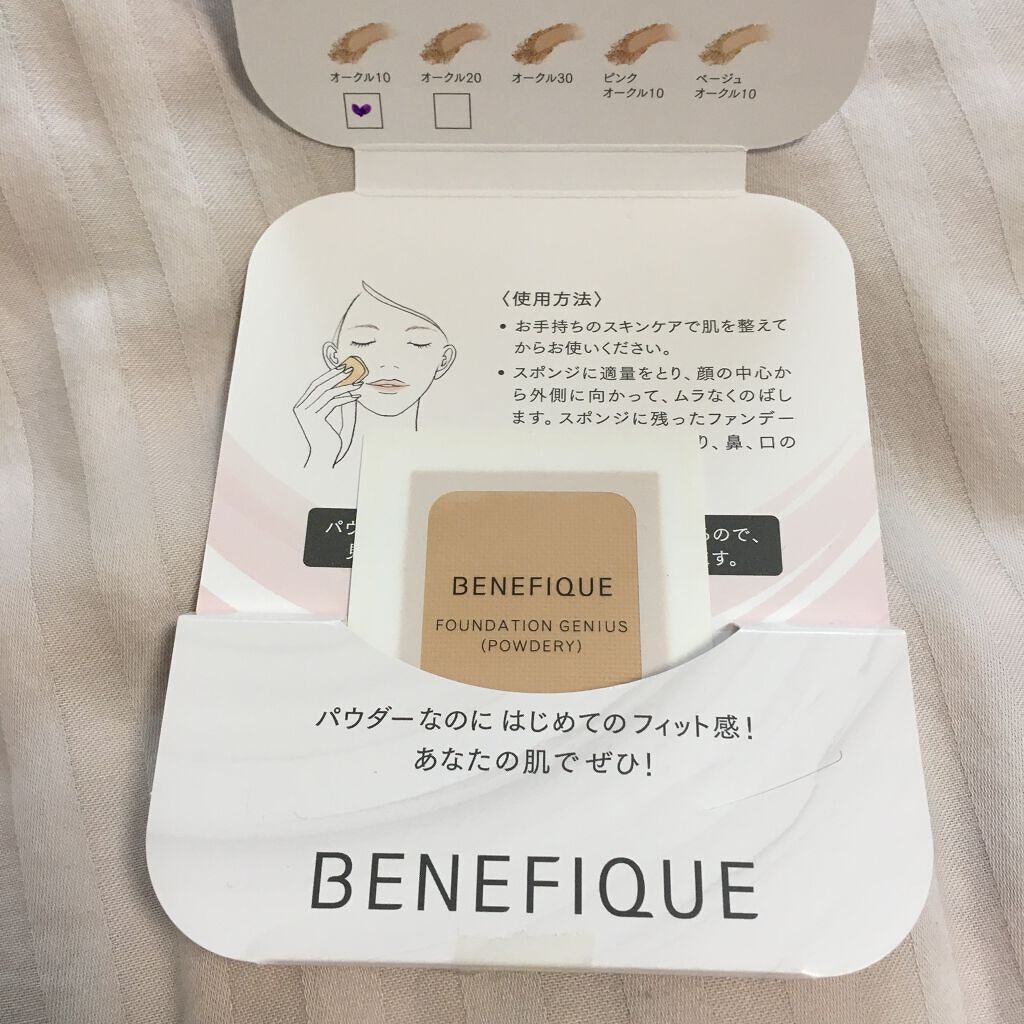 オークル10
オークル20
オークル30
ピンク
オークル10
ベージュ
オークル10
〈使用方法〉
• お手持ちのスキンケアで肌を整えて
からお使いください。
• スポンジに適量をとり、顔の中心か
ら外側に向かって、ムラなくのばし
ます。スポンジに残ったファンデー
り、鼻、口の
ので、
す。
BENEFIQUE
FOUNDATION GENIUS
(POWDERY)
パウダーなのに はじめてのフィット感！
あなたの肌で ぜひ！
BENEFIQUE